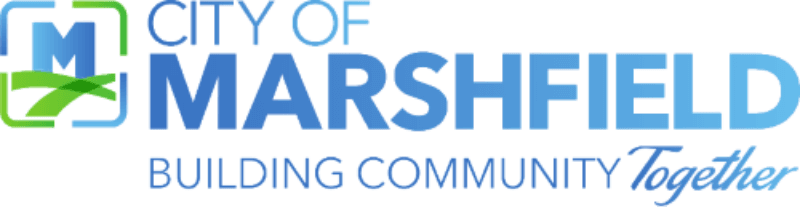 M
CITY OF
MARSHFIELD
BUILDING COMMUNITY Together